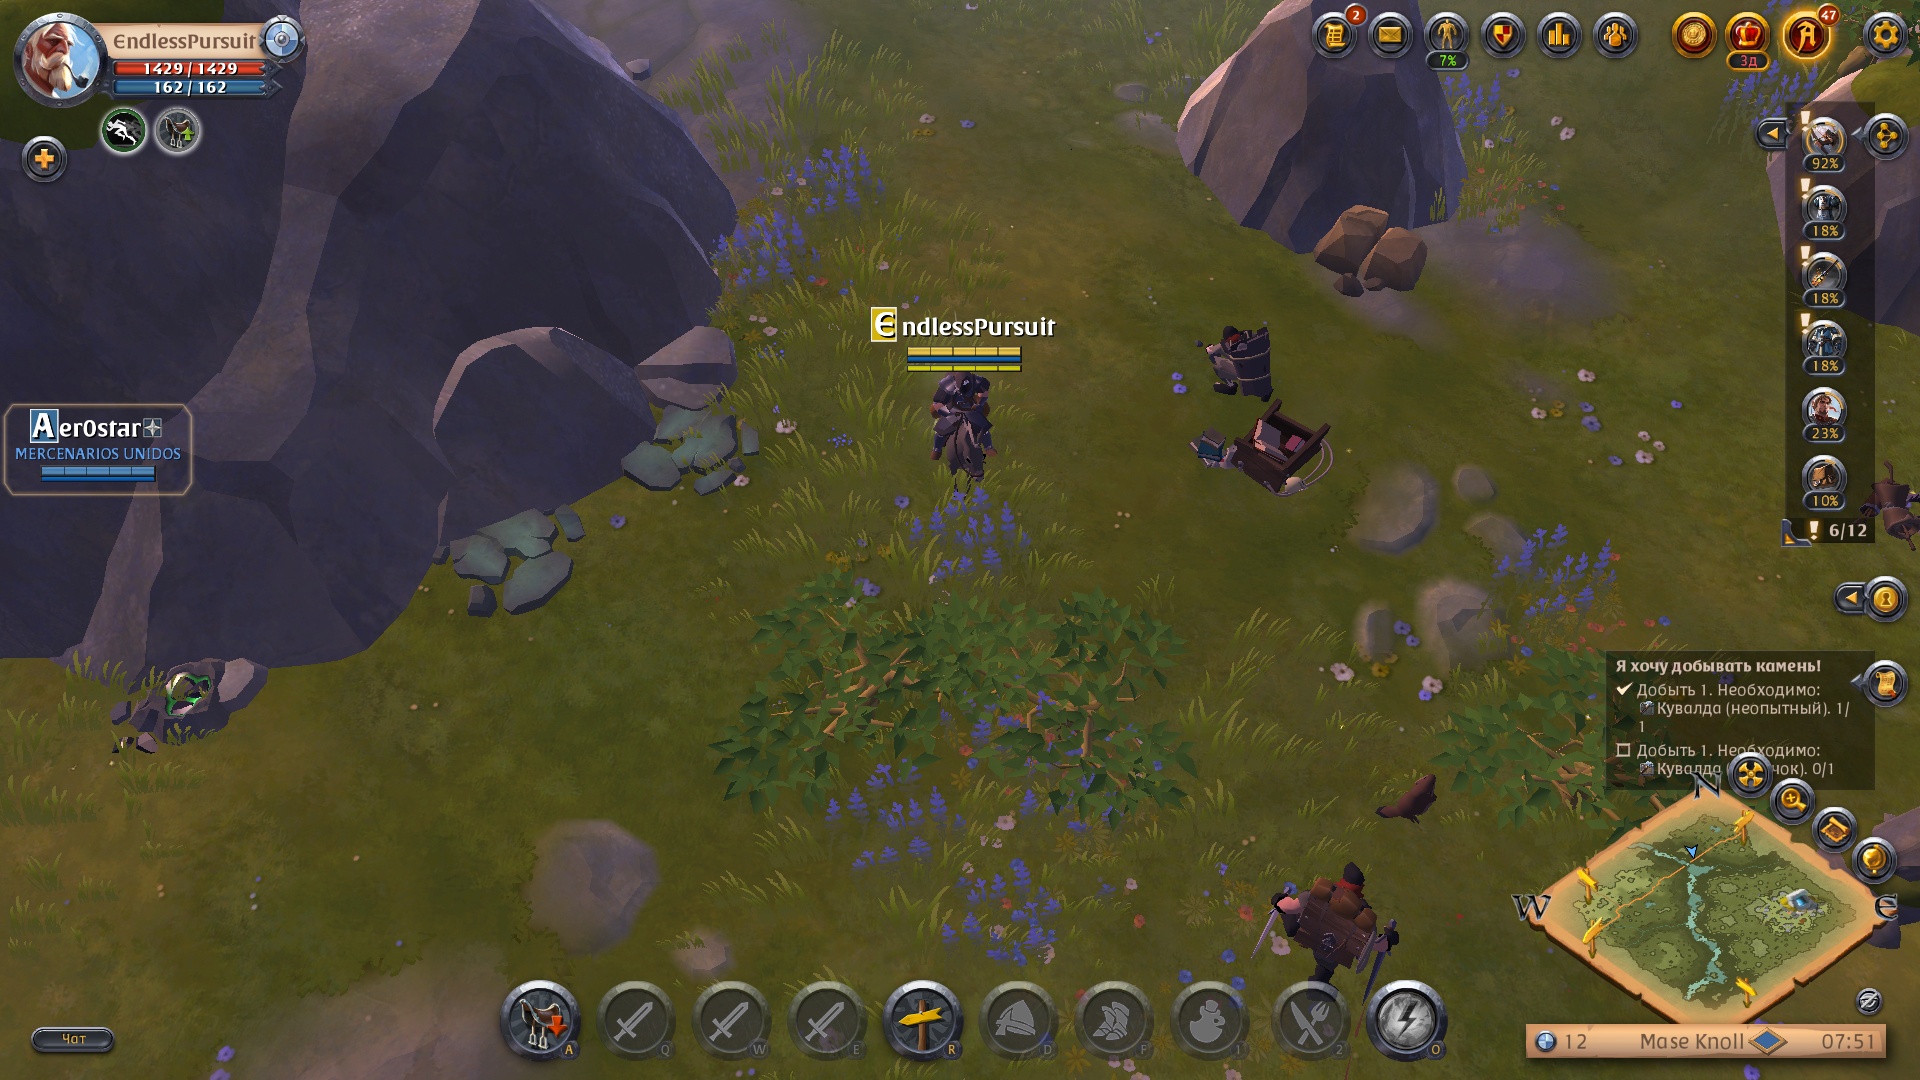 EndlessPursuit
1429 / 1429
162 / 162
2
7%
3д
47
92%
18%
18%
18%
23%
10%
6/12
EndlessPursuit
Aer0star
MERCENARIOS UNIDOS
Я хочу добывать камень!
Добыть 1. Необходимо:
Кувалда (неопытный). 1/
1
Добыть 1. Необходимо:
Кувалда ( чок). 0/1
N
W
E
A
Q
W
E
R
D
F
1
2
O
Чат
12
Mase Knoll
07:51